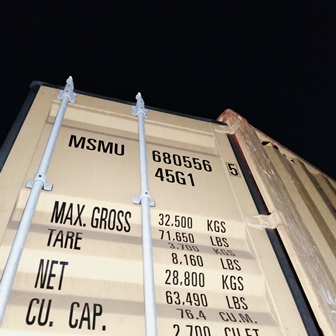 MSMU 680556 5
45G1
MAX. GROSS 32,500 KGS
71,650 LBS
TARE 3,700 KGS
8,160 LBS
NET 28,800 KGS
63,490 LBS
CU. CAP. 76.4 CU.M.
2,700 CU.FT.